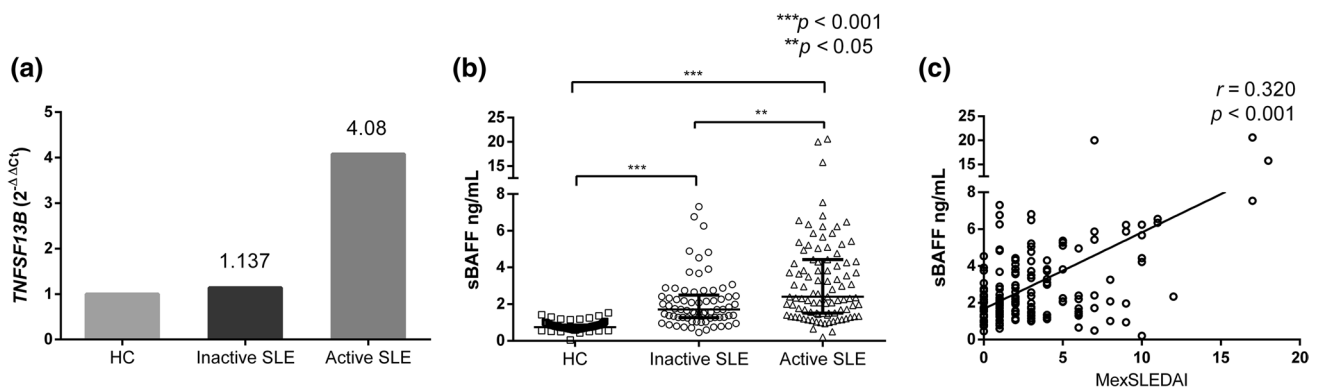 ***p < 0.001
**p < 0.05
(a)
TNFSF13B (2-Δ ΔCt)
5
4
3
2
1
0
1.137
4.08
HC
Inactive SLE
Active SLE
(b)
sBAFF ng/mL
25
20
15
10
8
6
4
2
0
***
**
***
HC
Inactive SLE
Active SLE
(c)
r = 0.320
p < 0.001
sBAFF ng/mL
25
20
15
10
8
6
4
2
0
0
5
10
15
20
MexSLEDAI